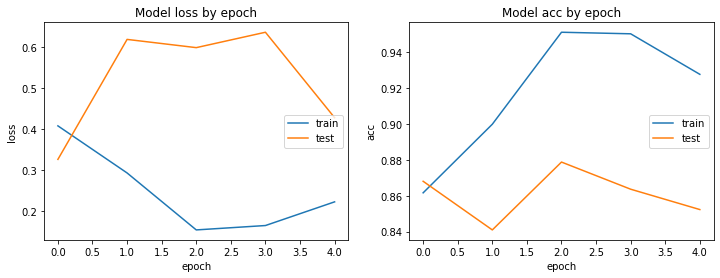 Model loss by epoch
0.6
0.5
0.4
0.3
0.2
loss
train
test
0.0 0.5 1.0 1.5 2.0 2.5 3.0 3.5 4.0
epoch
Model acc by epoch
0.94
0.92
0.90
0.88
0.86
0.84
acc
train
test
0.0 0.5 1.0 1.5 2.0 2.5 3.0 3.5 4.0
epoch